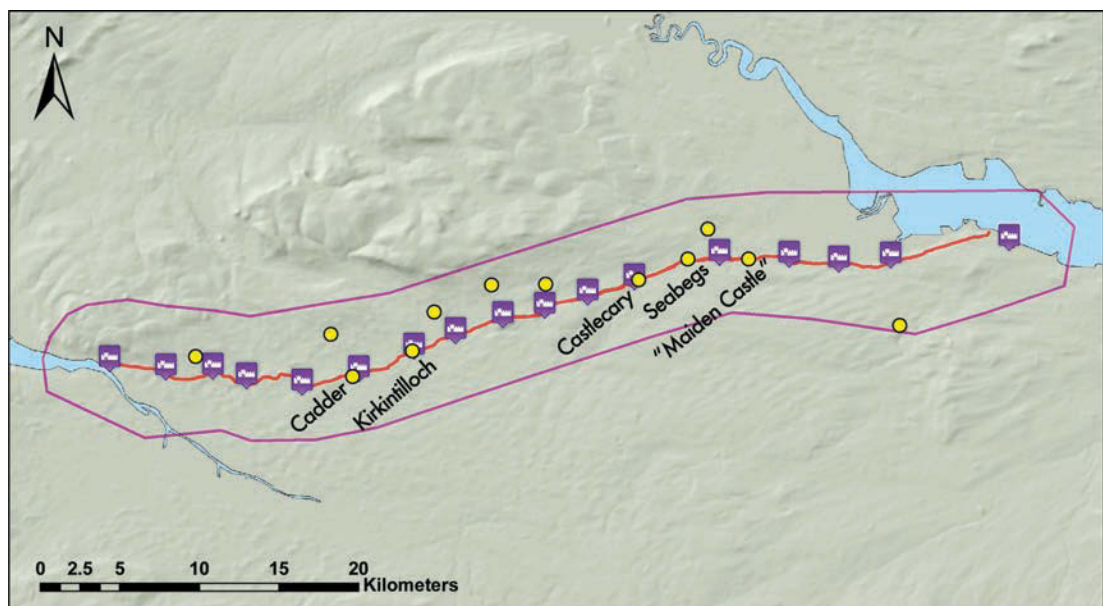 N
Cadder
Kirkintilloch
Castlecary
Seabegs
"Maiden Castle"
0 2.5 5 10 15 20
Kilometers